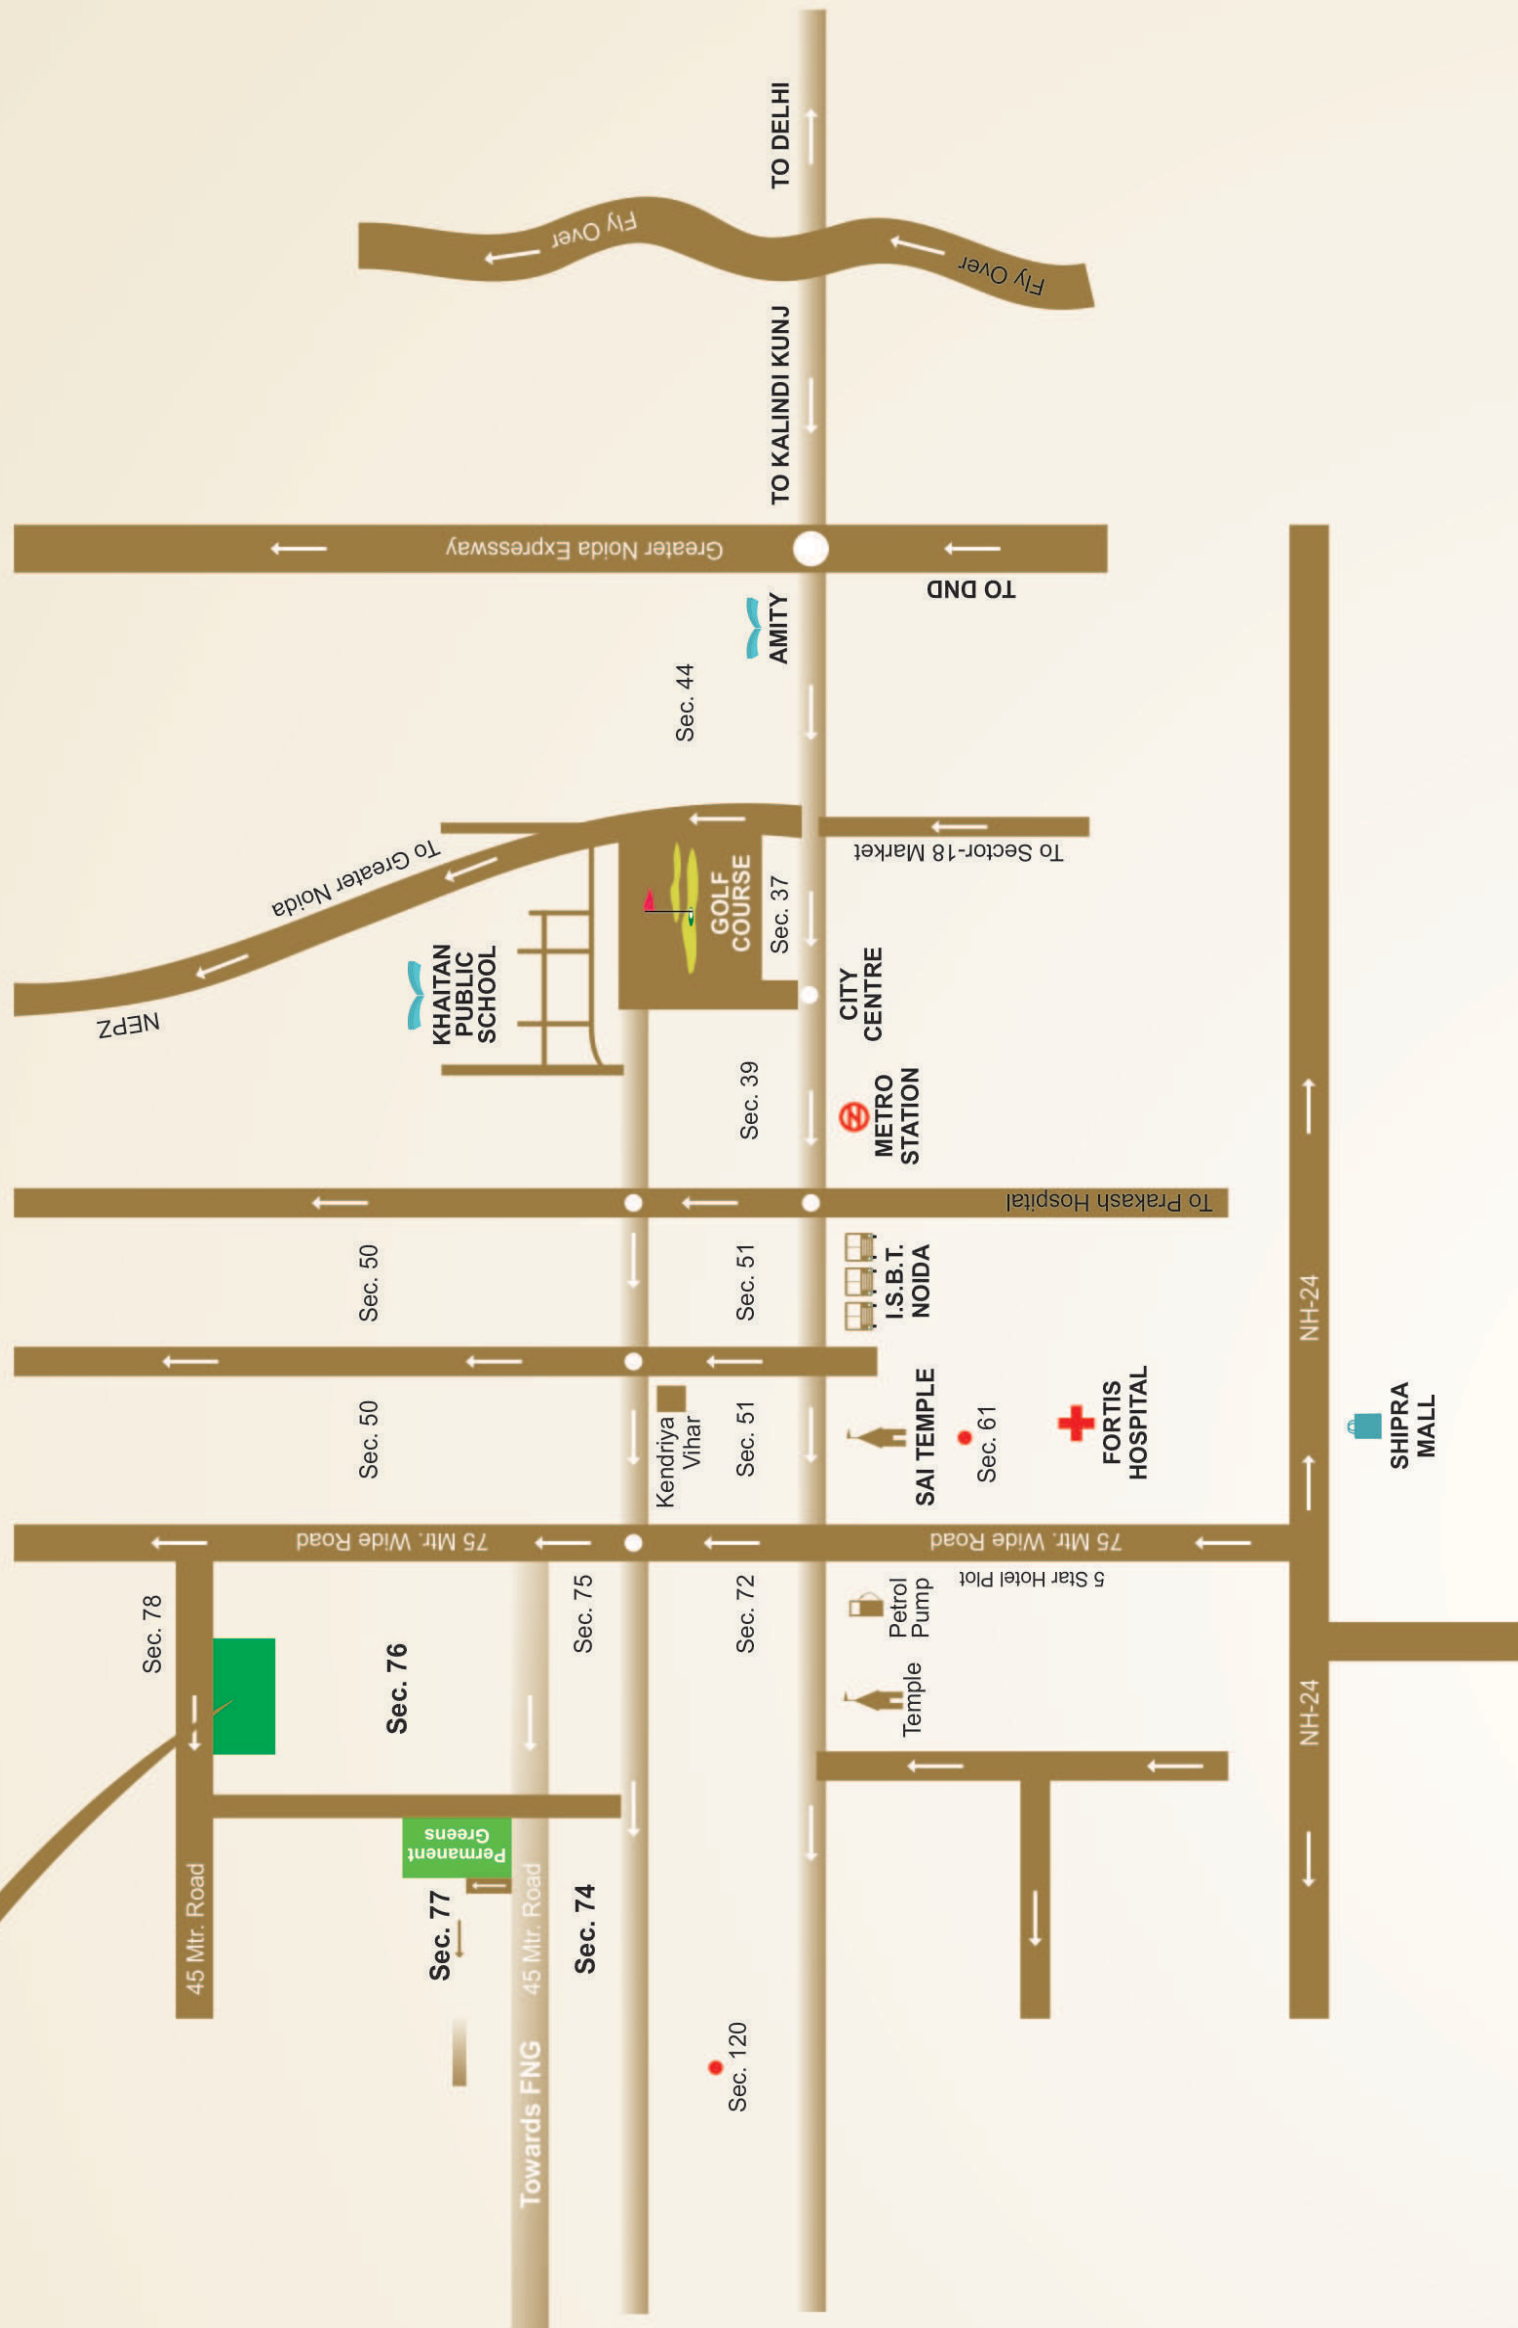 TO DELHI
Fly Over
Fly Over
TO KALINDI KUNJ
Greater Noida Expressway
TO DND
AMITY
Sec. 44
To Greater Noida
NEPZ
To Sector-18 Market
GOLF
COURSE
Sec. 37
KHAITAN
PUBLIC
SCHOOL
CITY
CENTRE
Sec. 39
METRO
STATION
To Prakash Hospital
Sec. 50
Sec. 51
I.S.B.T.
NOIDA
NH-24
Sec. 50
Kendriya
Vihar
Sec. 51
SAI TEMPLE
Sec. 61
FORTIS
HOSPITAL
SHIPRA
MALL
75 Mtr. Wide Road
75 Mtr. Wide Road
5 Star Hotel Plot
Sec. 78
Sec. 76
Sec. 75
Sec. 72
Petrol
Pump
Temple
NH-24
45 Mtr. Road
Permanent
Greens
Sec. 77
45 Mtr. Road
Sec. 74
Towards FNG
Sec. 120